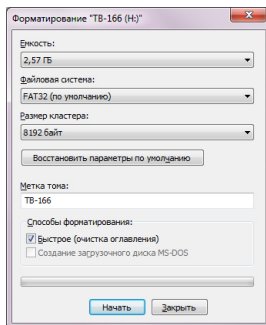 Форматирование "TB-166 (H:)"
Емкость:
2,57 ГБ
Файловая система:
FAT32 (по умолчанию)
Размер кластера:
8192 байт
Восстановить параметры по умолчанию
Метка тома:
TB-166
Способы форматирования:
Быстрое (очистка оглавления)
Создание загрузочного диска MS-DOS
Начать
Закрыть